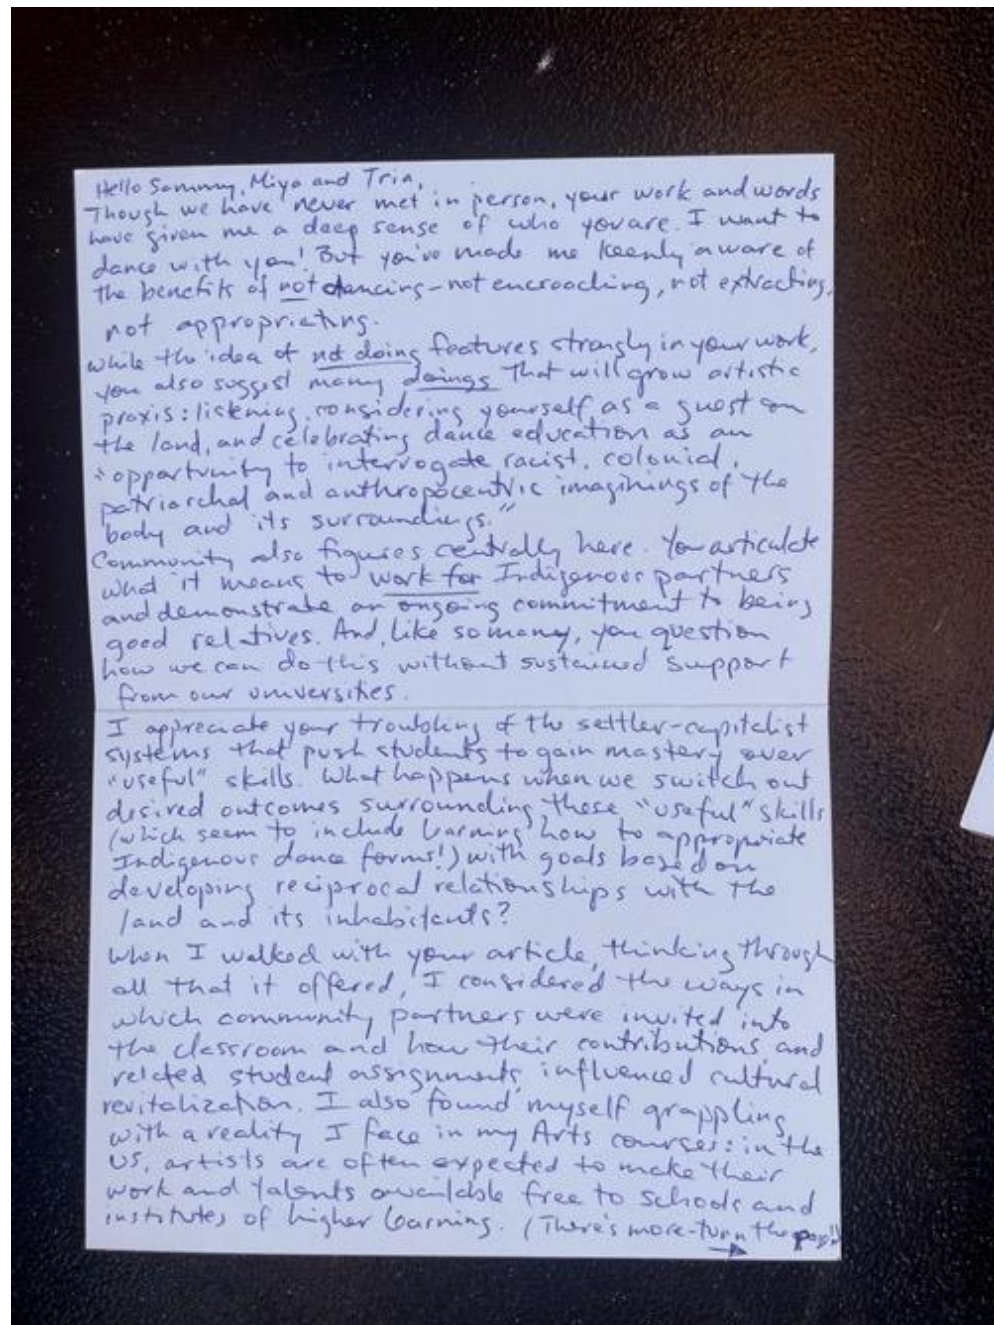 Hello Sammy, Miya and Tria,
Though we have never met in person, your work and words
have given me a deep sense of who you are. I want to
dance with you! But you've made me keenly aware of
the benefits of not dancing - not encroaching, not extracting,
not appropriating.
While the idea of not doing features strongly in your work,
you also suggest many doings that will grow artistic
praxis: listening, considering yourself as a guest on
the land, and celebrating dance education as an
"opportunity to interrogate racist, colonial,
patriarchal and anthropocentric imaginings of the
body and its surroundings."
Community also figures centrally here. You articulate
what it means to work for Indigenous partners
and demonstrate an ongoing commitment to being
good relatives. And, like so many, you question
how we can do this without sustained support
from our universities.
I appreciate your troubling of the settler-capitalist
systems that push students to gain mastery over
"useful" skills. What happens when we switch out
desired outcomes surrounding these "useful" skills
(which seem to include learning how to appropriate
Indigenous dance forms!) with goals based on
developing reciprocal relationships with the
land and its inhabitants?
When I walked with your article, thinking through
all that it offered, I considered the ways in
which community partners were invited into
the classroom and how their contributions and
related student assignments influenced cultural
revitalization. I also found myself grappling
with a reality I face in my Arts courses: in the
US, artists are often expected to make their
work and talents available free to schools and
institutes of higher learning. (There's more - turn the page!)